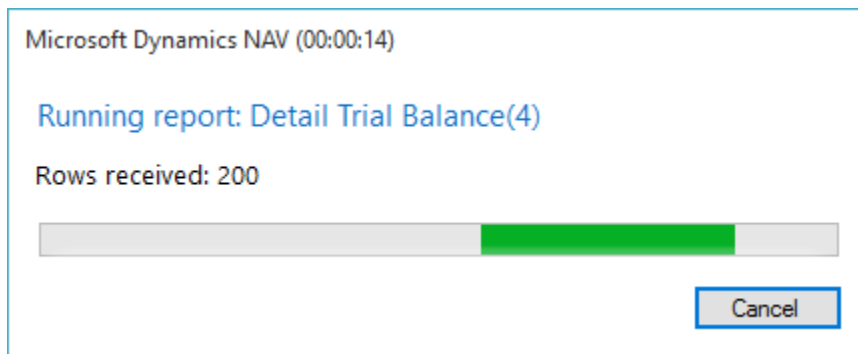 Microsoft Dynamics NAV (00:00:14)
Running report: Detail Trial Balance(4)
Rows received: 200
Cancel